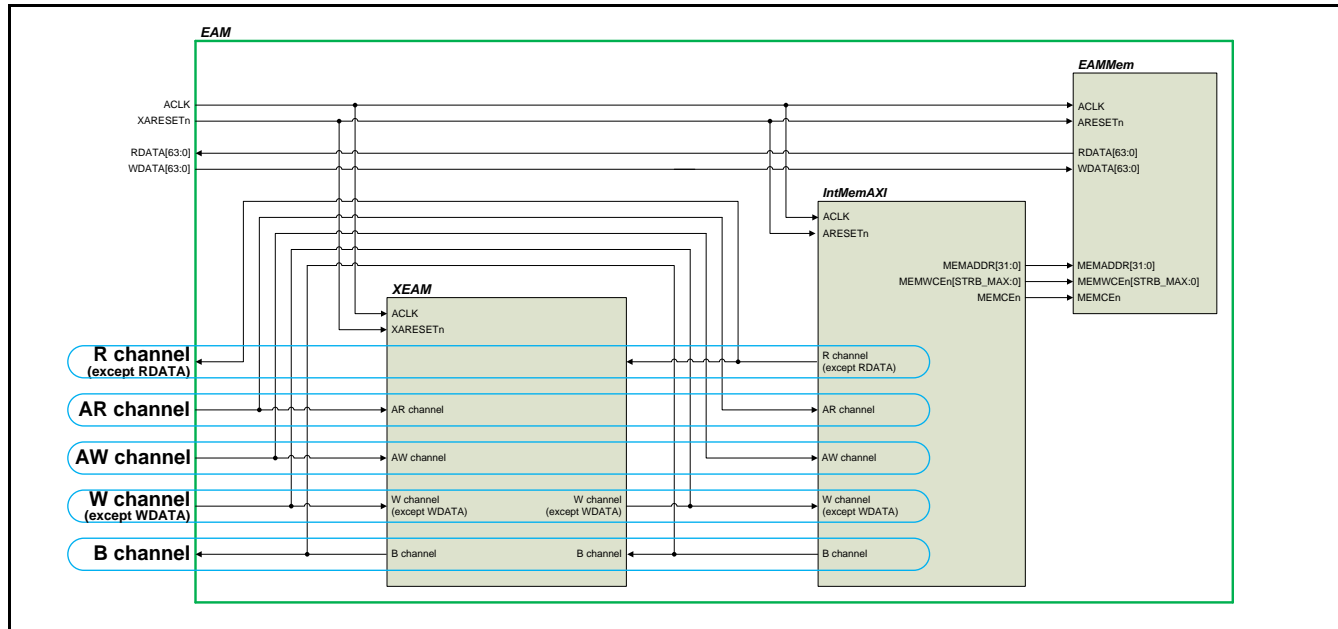 EAM
EAMMem
ACLK
XARESETn
RDATA[63:0]
WDATA[63:0]
ACLK
ARESETn
RDATA[63:0]
WDATA[63:0]
IntMemAXI
ACLK
ARESETn
MEMADDR[31:0]
MEMWCEn[STRB_MAX:0]
MEMCEn
MEMADDR[31:0]
MEMWCEn[STRB_MAX:0]
MEMCEn
XEAM
ACLK
XARESETn
R channel
(except RDATA)
R channel
(except RDATA)
AR channel
AR channel
AR channel
AW channel
AW channel
AW channel
W channel
(except WDATA)
W channel
(except WDATA)
W channel
(except WDATA)
W channel
(except WDATA)
B channel
B channel
B channel
B channel